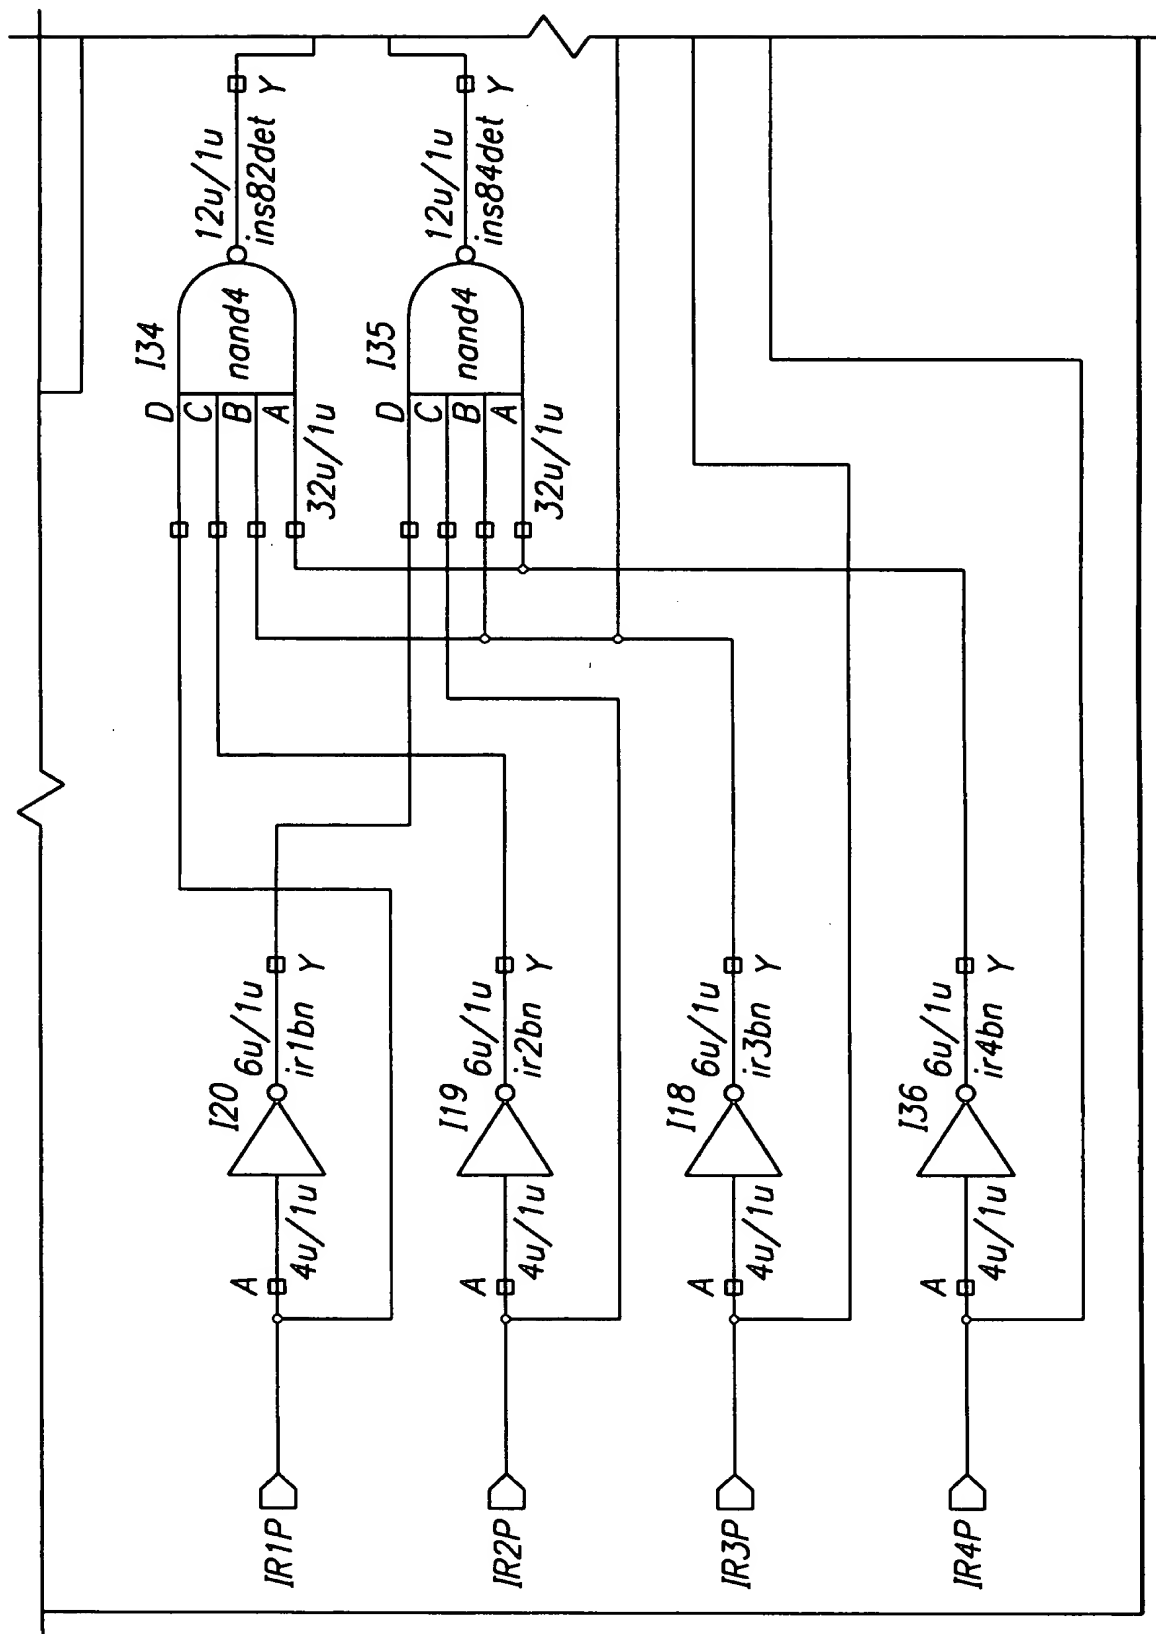 I34
12u/1u
D
C
B
A
nand4
ins82det
Y
32u/1u
I35
12u/1u
D
C
B
A
nand4
ins84det
Y
32u/1u
IR1P
A
4u/1u
I20
6u/1u
ir1bn
Y
IR2P
A
4u/1u
I19
6u/1u
ir2bn
Y
IR3P
A
4u/1u
I18
6u/1u
ir3bn
Y
IR4P
A
4u/1u
I36
6u/1u
ir4bn
Y